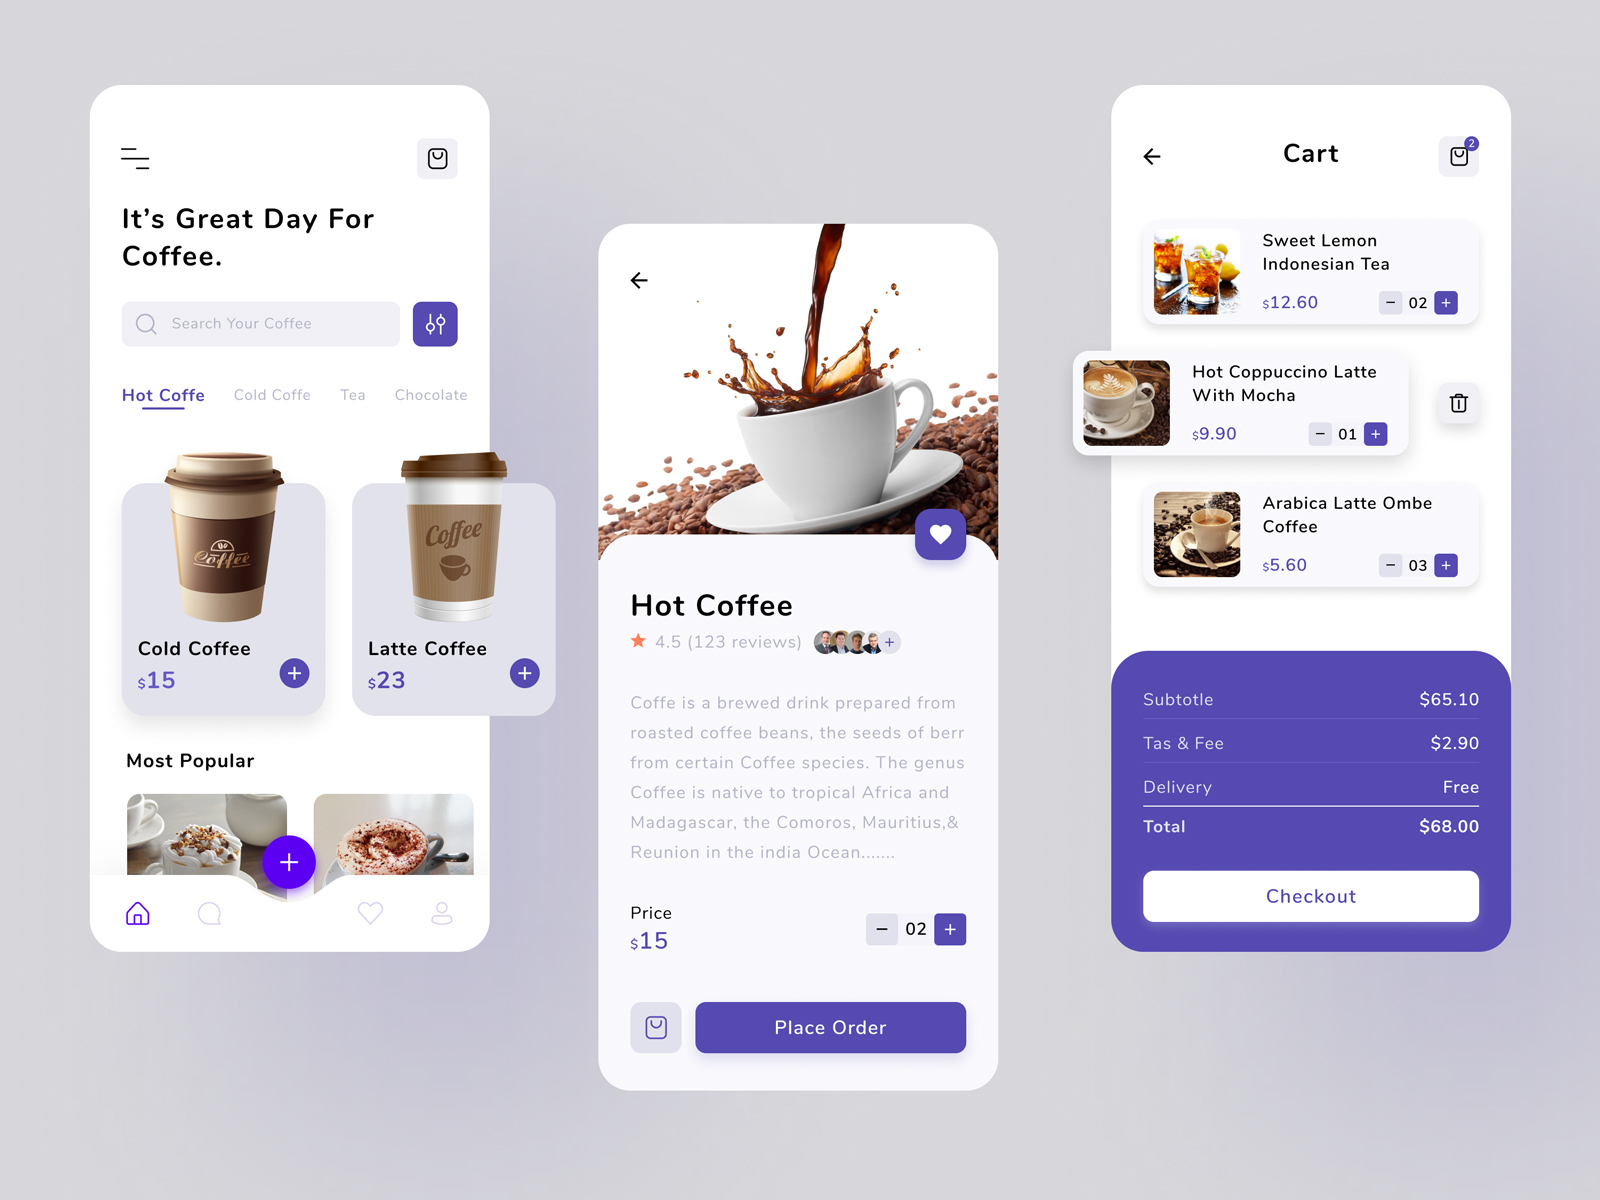 It's Great Day For
Coffee.
Search Your Coffee
Hot Coffe
Cold Coffe
Tea
Chocolate
Coffee
Coffee
Cold Coffee
$15
+
Latte Coffee
$23
+
Most Popular
+
Hot Coffee
4.5 (123 reviews)
+
Coffe is a brewed drink prepared from
roasted coffee beans, the seeds of berr
from certain Coffee species. The genus
Coffee is native to tropical Africa and
Madagascar, the Comoros, Mauritius,&
Reunion in the india Ocean.......
Price
$15
− 02 +
Place Order
Cart
2
Sweet Lemon
Indonesian Tea
$12.60
− 02 +
Hot Coppuccino Latte
With Mocha
$9.90
− 01 +
Arabica Latte Ombe
Coffee
$5.60
− 03 +
Subtotle $65.10
Tas & Fee $2.90
Delivery Free
Total $68.00
Checkout